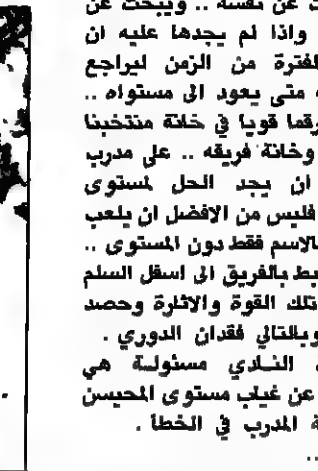 عن نفسه .. ويبحث عن
واذا لم يجدها عليه ان
لفترة من الزمن ليراجع
متى يعود الى مستواه ..
رقما قويا في خانة منتخبنا
وخانة فريقه .. على مدرب
ان يجد الحل لمستوى
فليس من الافضل ان يلعب
بالاسم فقط دون المستوى ..
بط بالفريق الى اسفل السلم
تلك القوة والاثارة وحصد
وبالتالي فقدان الدوري .
النادي مسئولة هي
عن غياب مستوى المحيسن
المدرب في الخطأ .
..